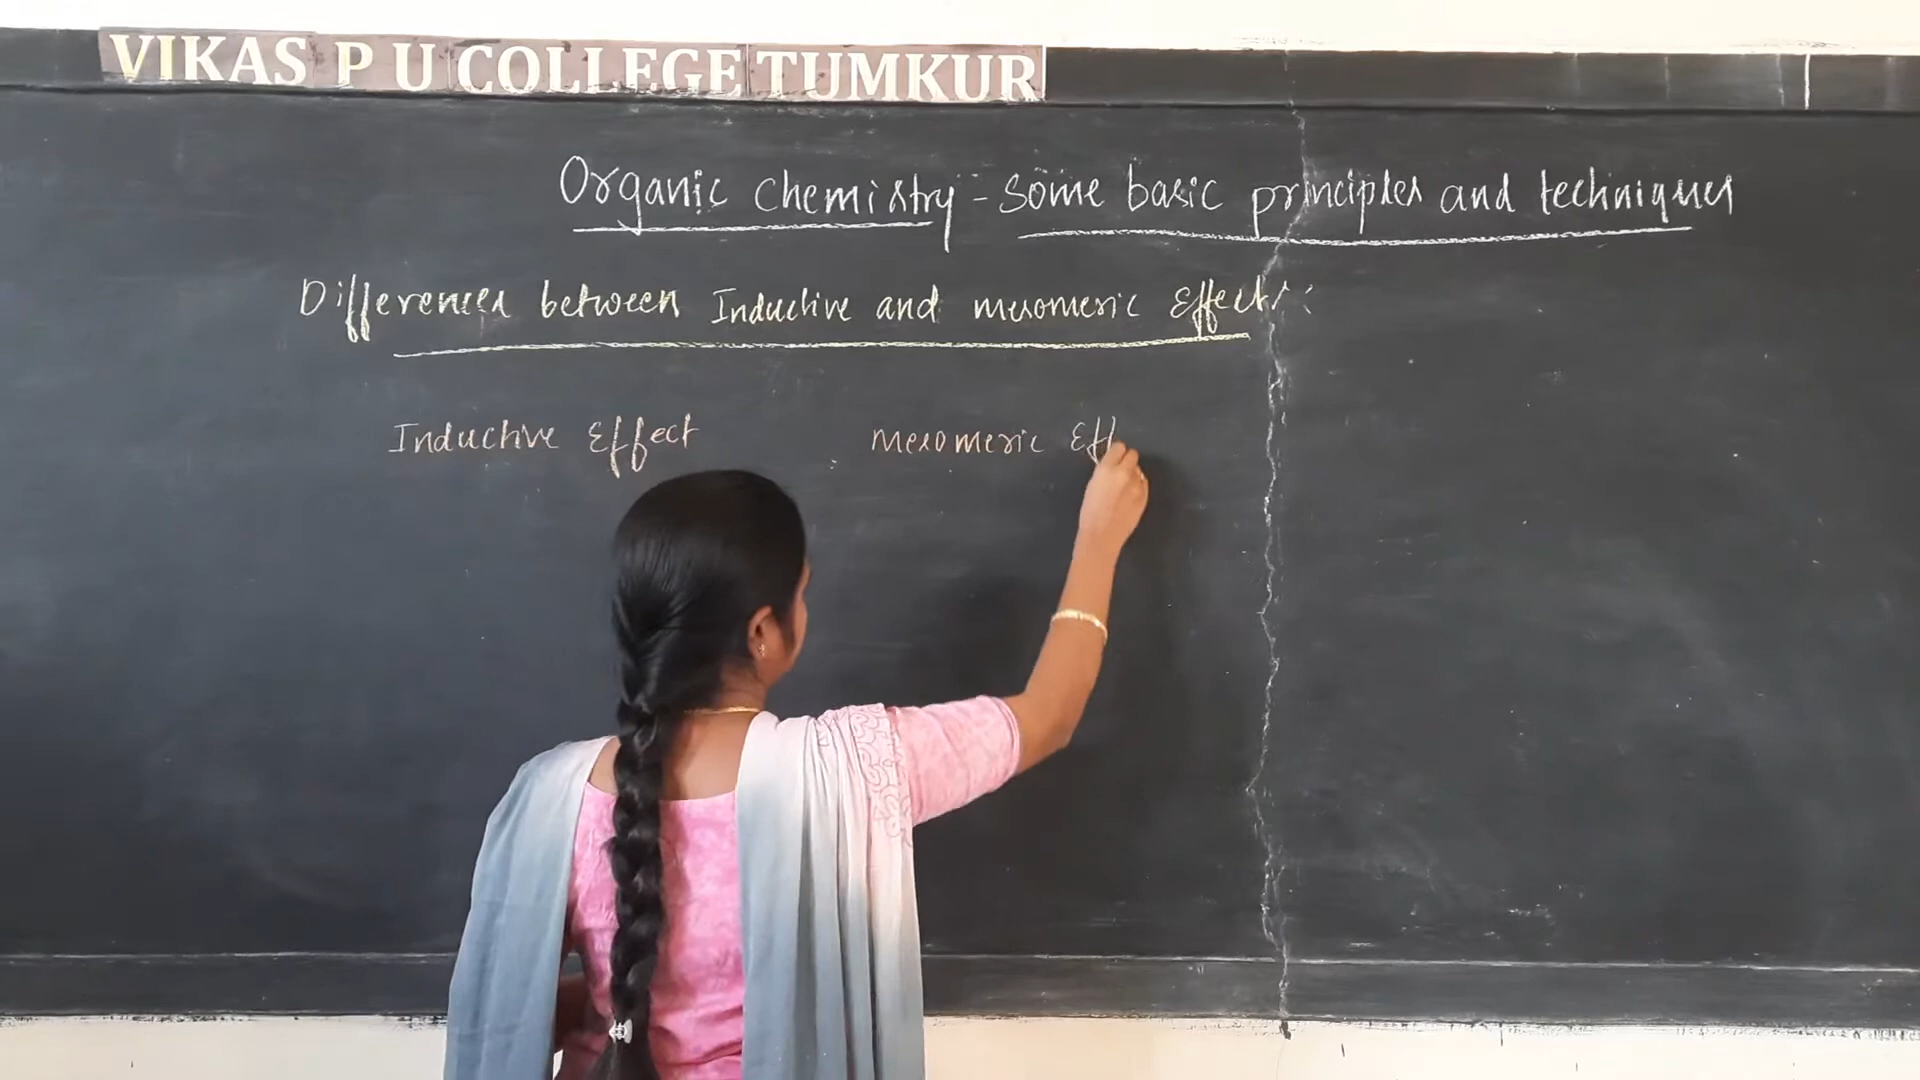 VIKAS P U COLLEGE TUMKUR
Organic Chemistry - Some basic principles and techniques
Differences between Inductive and mesomeric Effects :
Inductive Effect
Mesomeric Eff